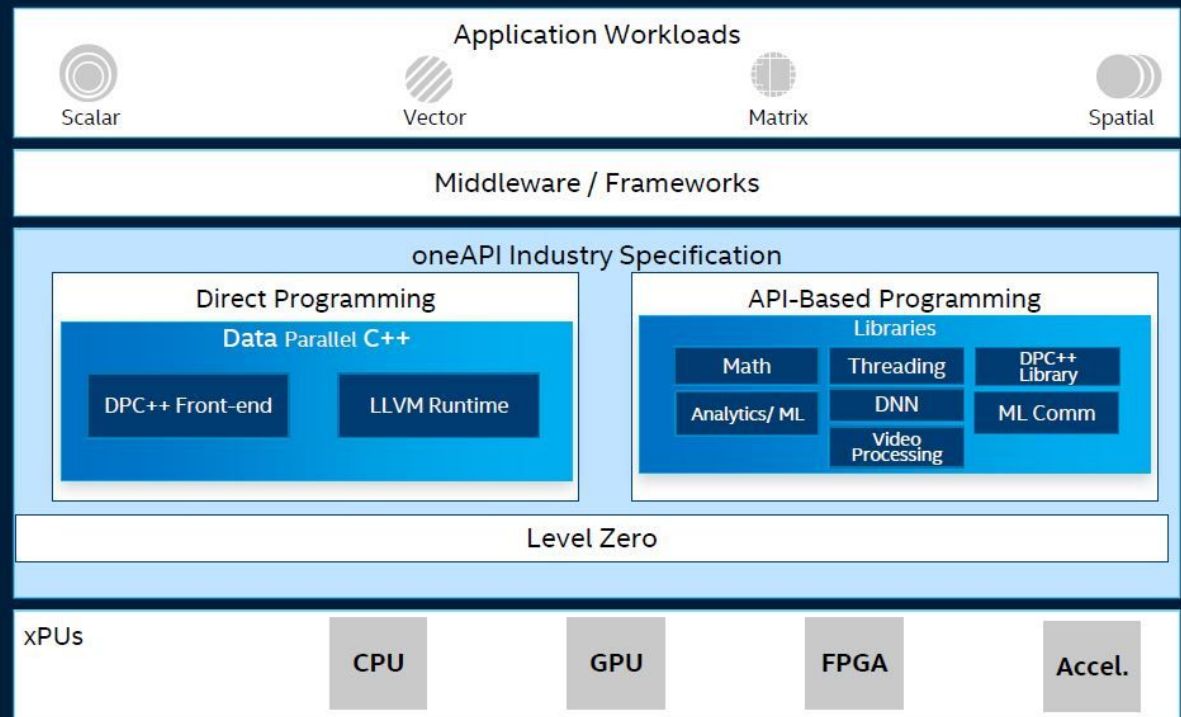 Application Workloads
Scalar
Vector
Matrix
Spatial
Middleware / Frameworks
oneAPI Industry Specification
Direct Programming
Data Parallel C++
DPC++ Front-end
LLVM Runtime
API-Based Programming
Libraries
Math
Threading
DPC++
Library
Analytics/ ML
DNN
ML Comm
Video
Processing
Level Zero
xPUs
CPU
GPU
FPGA
Accel.